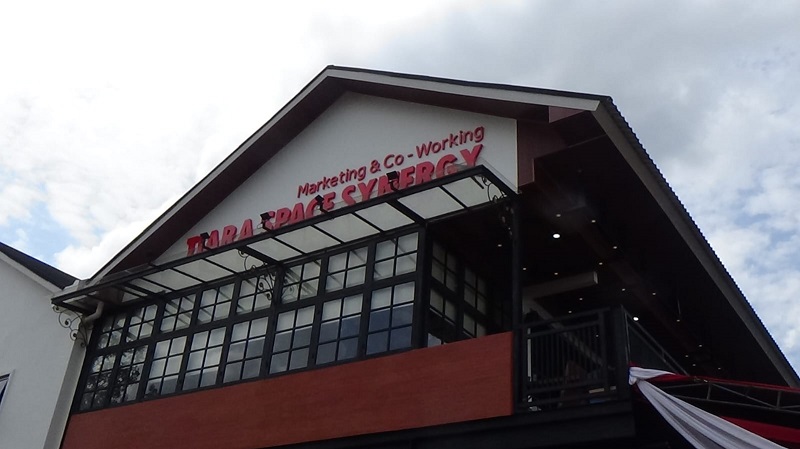 Marketing & Co-Working
TIARA SPACE SYNERGY